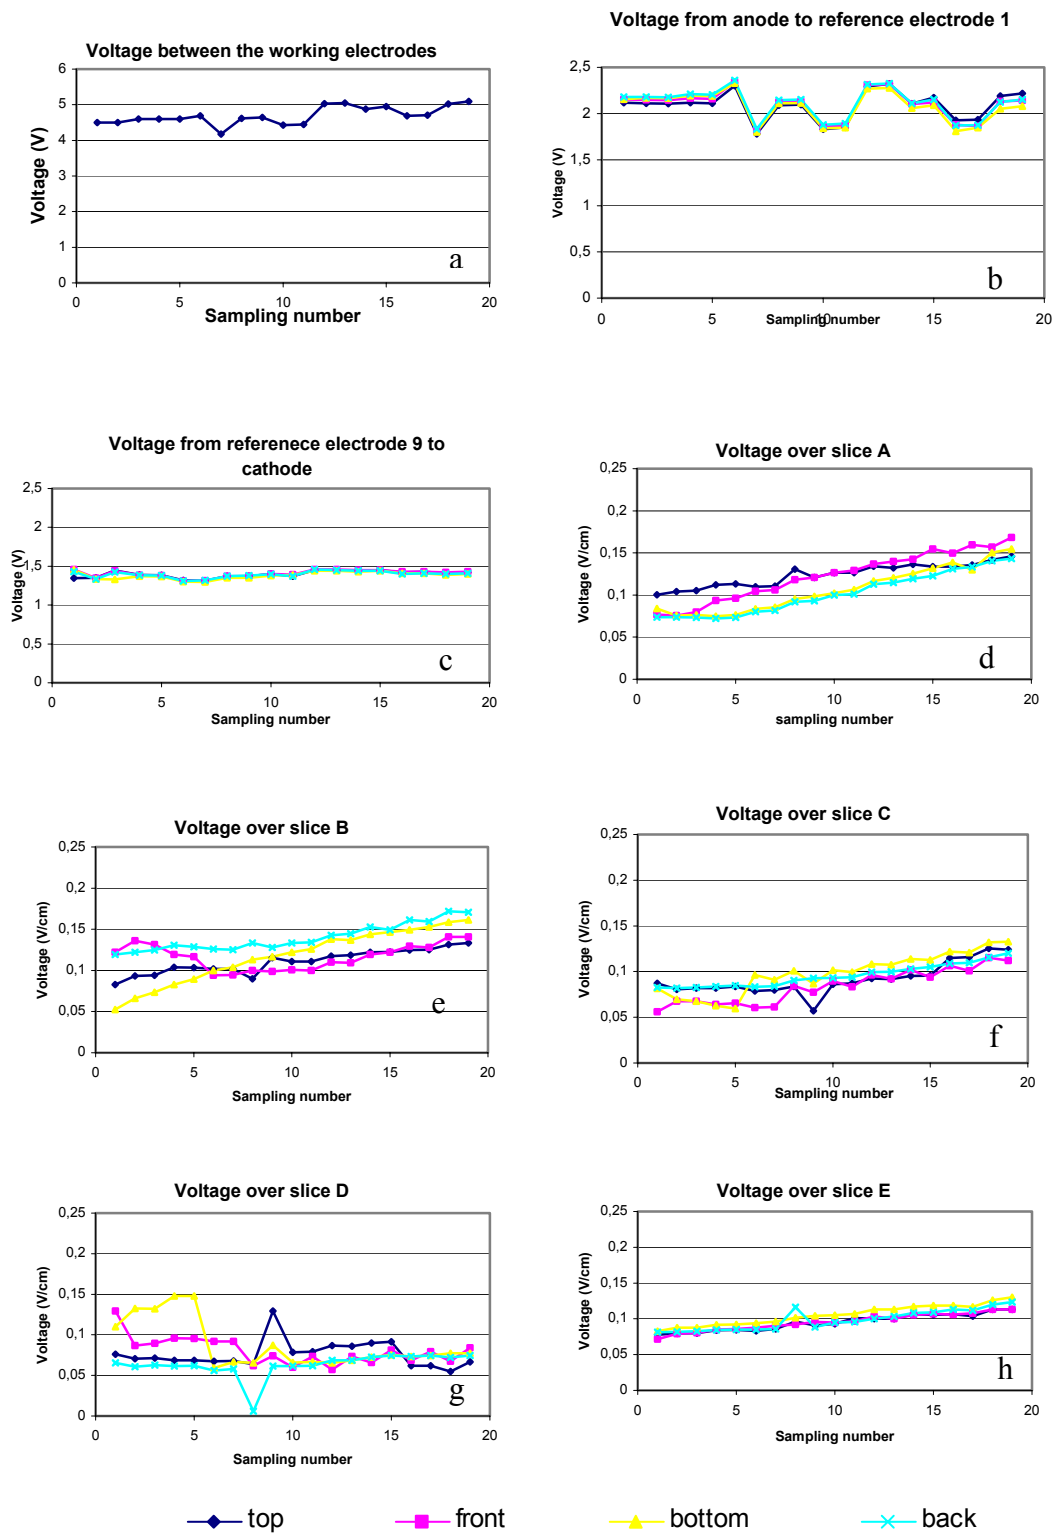 Voltage between the working electrodes
6
5
4
3
2
1
0
Voltage (V)
a
0 5 10 15 20
Sampling number
Voltage from anode to reference electrode 1
2,5
2
1,5
1
0,5
0
Voltage (V)
b
0 5 10 15 20
Sampling number
Voltage from referenece electrode 9 to
cathode
2,5
2
1,5
1
0,5
0
Voltage (V)
c
0 5 10 15 20
Sampling number
Voltage over slice A
0,25
0,2
0,15
0,1
0,05
0
Voltage (V/cm)
d
0 5 10 15 20
sampling number
Voltage over slice B
0,25
0,2
0,15
0,1
0,05
0
Voltage (V/cm)
e
0 5 10 15 20
Sampling number
Voltage over slice C
0,25
0,2
0,15
0,1
0,05
0
Voltage (V/cm)
f
0 5 10 15 20
Sampling number
Voltage over slice D
0,25
0,2
0,15
0,1
0,05
0
Voltage (V/cm)
g
0 5 10 15 20
Sampling number
Voltage over slice E
0,25
0,2
0,15
0,1
0,05
0
Voltage (V/cm)
h
0 5 10 15 20
Sampling number
top front bottom back